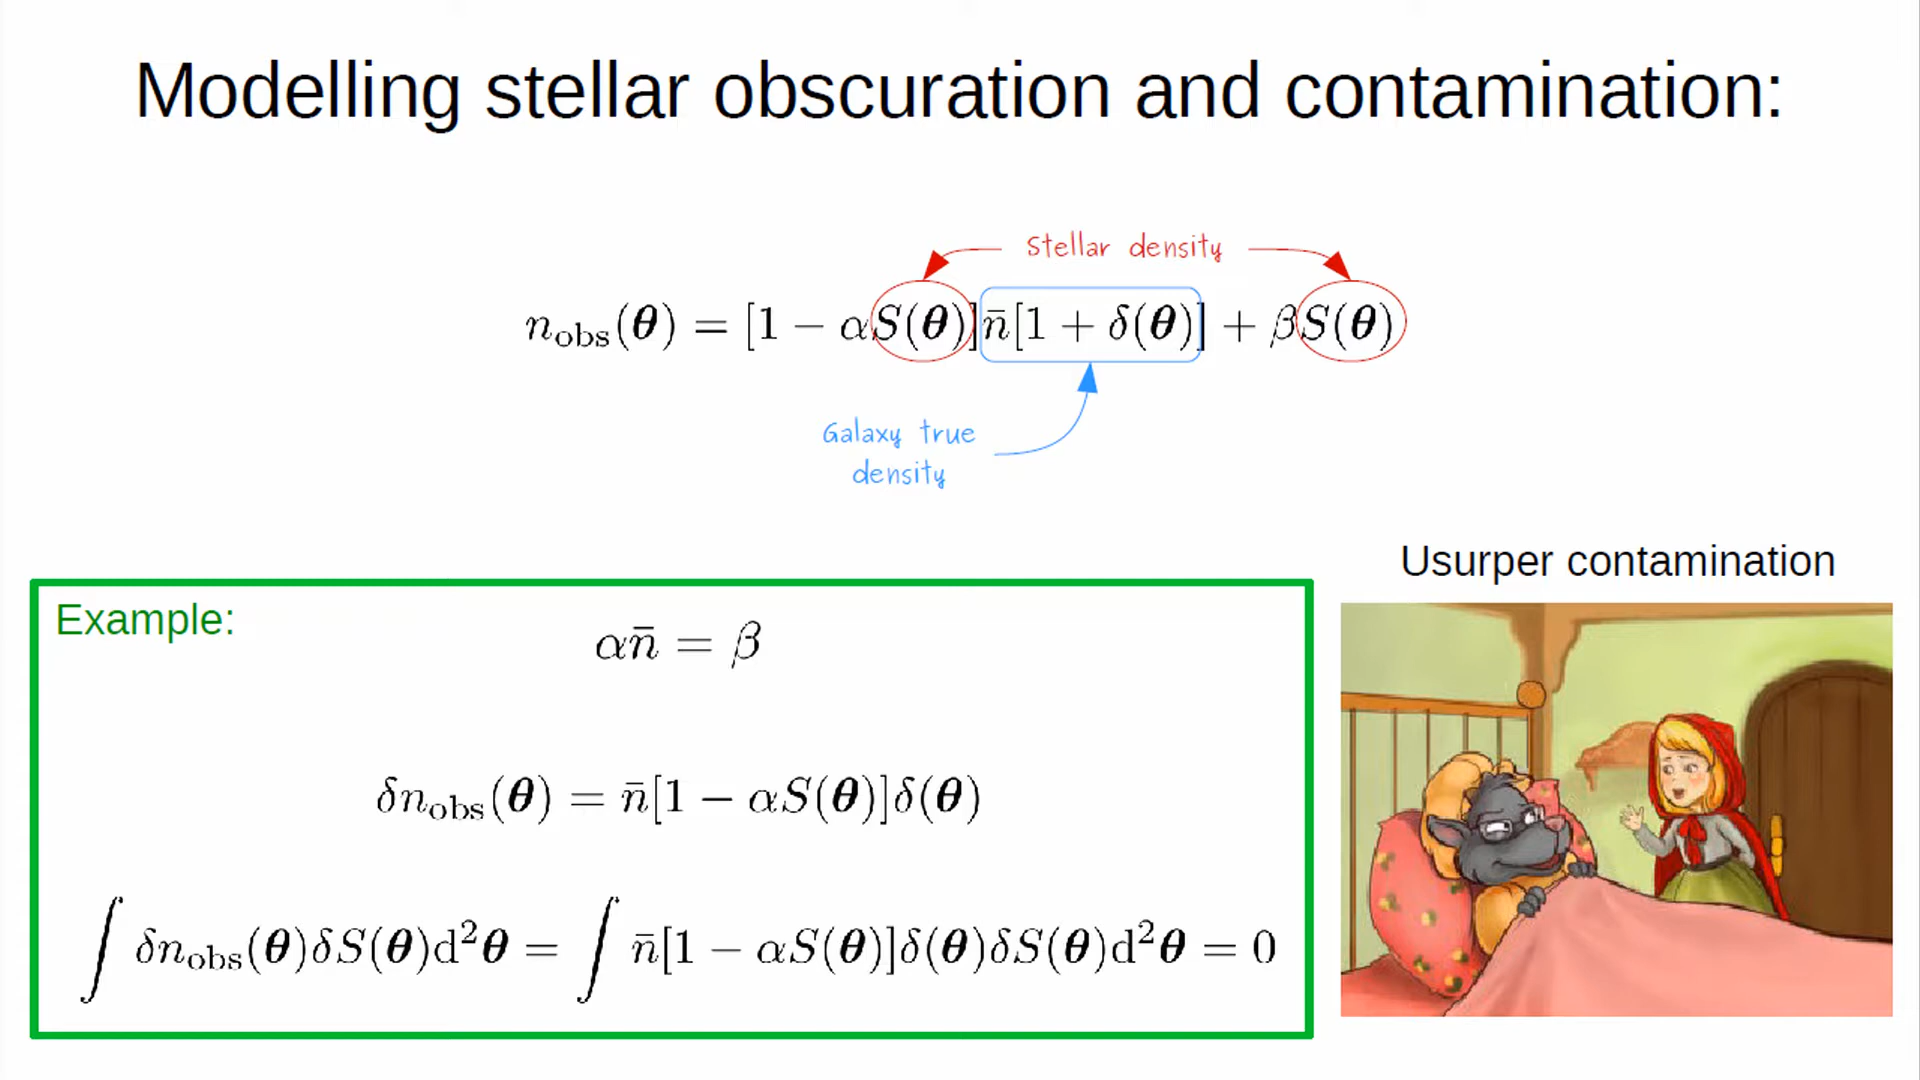 Modelling stellar obscuration and contamination:
Stellar density
n_obs(θ) = [1 − αS(θ)]n̄[1 + δ(θ)] + βS(θ)
Galaxy true
density
Usurper contamination
Example:
αn̄ = β
δn_obs(θ) = n̄[1 − αS(θ)]δ(θ)
∫ δn_obs(θ)δS(θ)d²θ = ∫ n̄[1 − αS(θ)]δ(θ)δS(θ)d²θ = 0